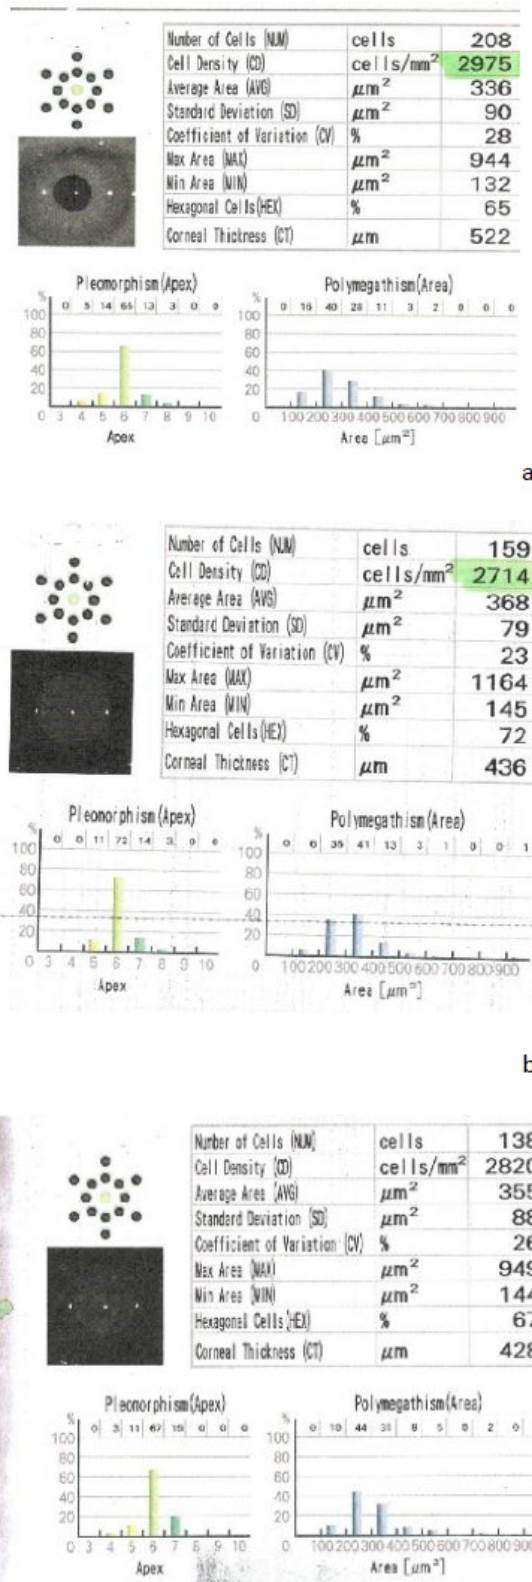 Number of Cells (NUM) cells 208
Cell Density (CD) cells/mm² 2975
Average Area (AVG) μm² 336
Standard Deviation (SD) μm² 90
Coefficient of Variation (CV) % 28
Max Area (MAX) μm² 944
Min Area (MIN) μm² 132
Hexagonal Cells(HEX) % 65
Corneal Thickness (CT) μm 522
Pleomorphism(Apex) Polymegathism(Area)
% %
100 0 5 14 65 13 3 0 0 100 0 16 40 28 11 3 2 0 0 0
80 80
60 60
40 40
20 20
0 3 4 5 6 7 8 9 10 0 100 200 300 400 500 600 700 800 900
Apex Area [μm²]
a
Number of Cells (NUM) cells 159
Cell Density (CD) cells/mm² 2714
Average Area (AVG) μm² 368
Standard Deviation (SD) μm² 79
Coefficient of Variation (CV) % 23
Max Area (MAX) μm² 1164
Min Area (MIN) μm² 145
Hexagonal Cells(HEX) % 72
Corneal Thickness (CT) μm 436
Pleomorphism(Apex) Polymegathism(Area)
% %
100 0 0 11 72 14 3 0 0 100 0 6 35 41 13 3 1 0 0 1
80 80
60 60
40 40
20 20
0 3 4 5 6 7 8 9 10 0 100 200 300 400 500 600 700 800 900
Apex Area [μm²]
b
Number of Cells (NUM) cells 138
Cell Density (CD) cells/mm² 2820
Average Area (AVG) μm² 355
Standard Deviation (SD) μm² 88
Coefficient of Variation (CV) % 26
Max Area (MAX) μm² 949
Min Area (MIN) μm² 144
Hexagonal Cells(HEX) % 67
Corneal Thickness (CT) μm 428
Pleomorphism(Apex) Polymegathism(Area)
% %
100 0 3 11 67 19 0 0 0 100 0 10 44 31 8 5 0 2 0
80 80
60 60
40 40
20 20
0 3 4 5 6 7 8 9 10 0 100 200 300 400 500 600 700 800 900
Apex Area [μm²]